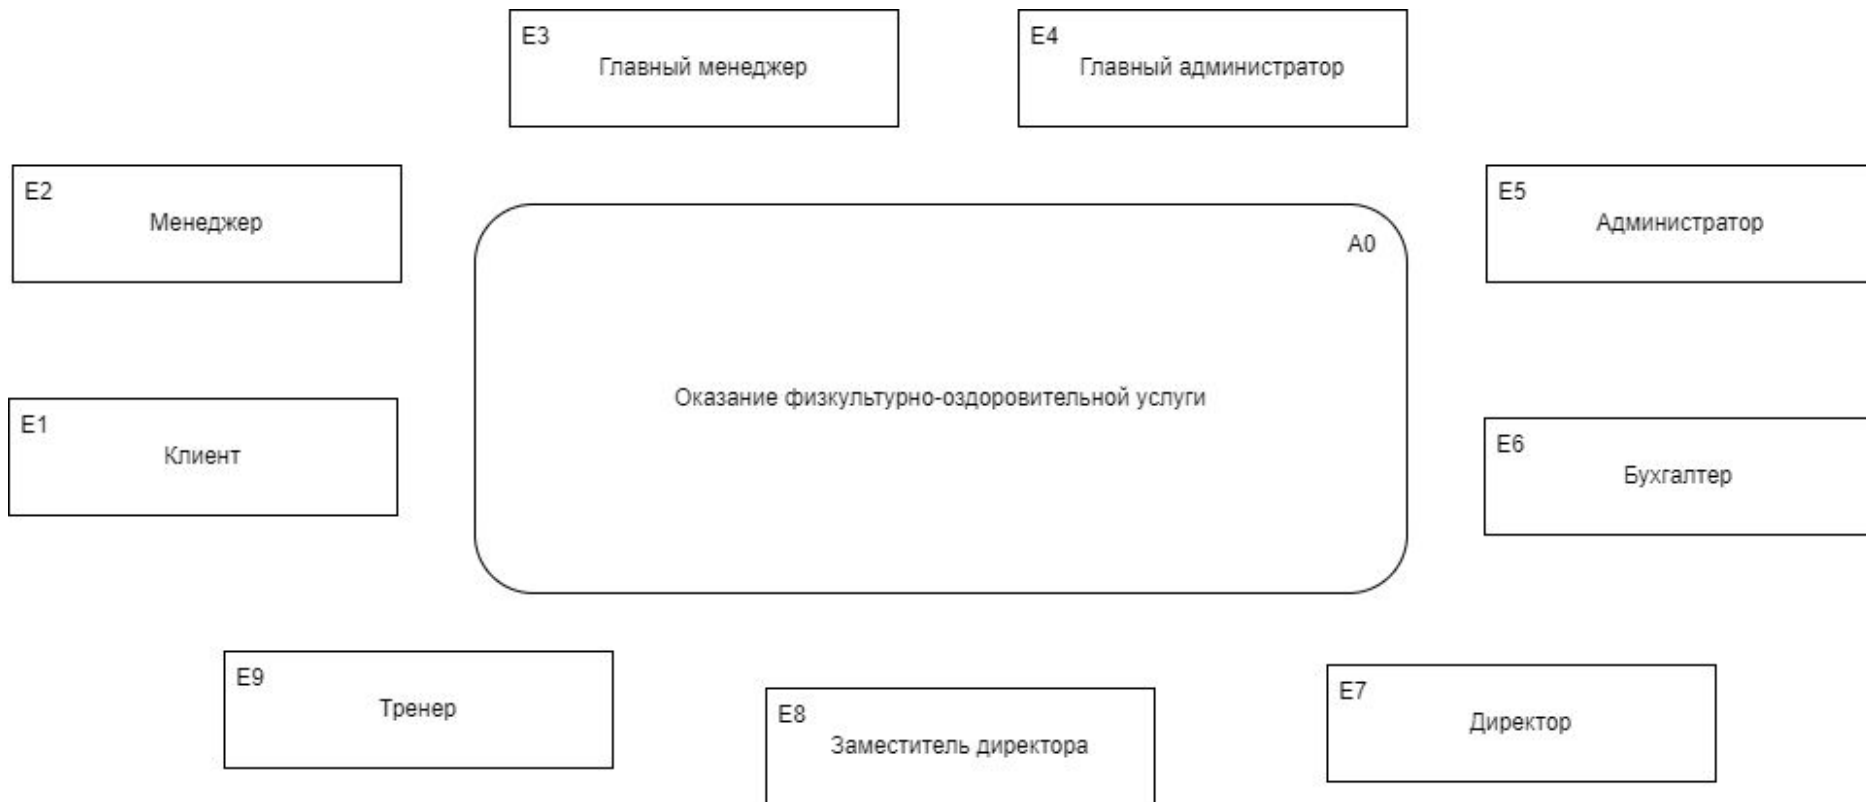 E3
Главный менеджер
E4
Главный администратор
E2
Менеджер
E5
Администратор
A0
Оказание физкультурно-оздоровительной услуги
E1
Клиент
E6
Бухгалтер
E9
Тренер
E8
Заместитель директора
E7
Директор